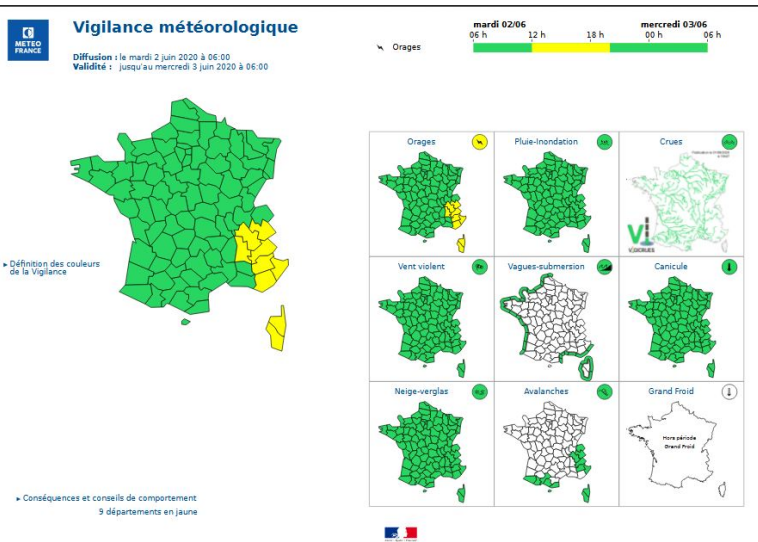 METEO
FRANCE
Vigilance météorologique
Diffusion : le mardi 2 juin 2020 à 06:00
Validité : jusqu'au mercredi 3 juin 2020 à 06:00
Orages
mardi 02/06
mercredi 03/06
06 h
12 h
18 h
00 h
06 h
▸ Définition des couleurs
de la Vigilance
Orages
Pluie-Inondation
Crues
VIGICRUES
Vent violent
Vagues-submersion
Canicule
Neige-verglas
Avalanches
Grand Froid
Hors période
Grand Froid
▸ Conséquences et conseils de comportement
9 départements en jaune